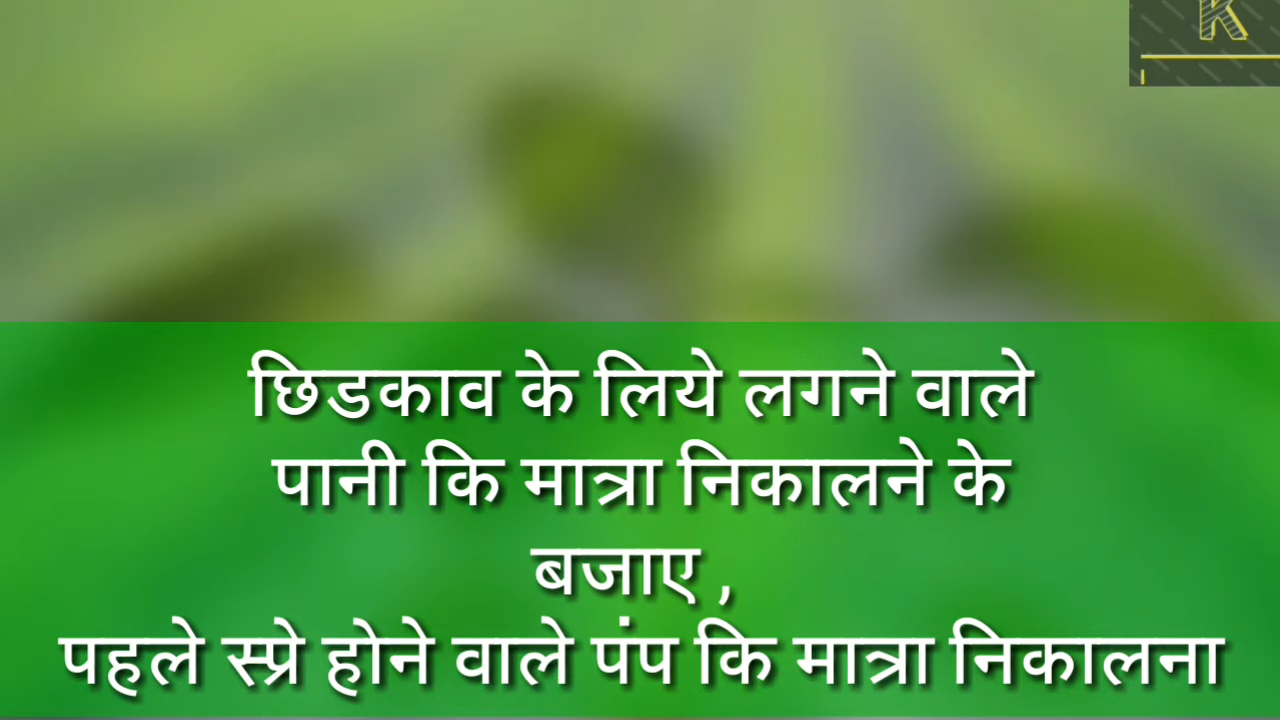 K
छिडकाव के लिये लगने वाले
पानी कि मात्रा निकालने के
बजाए ,
पहले स्प्रे होने वाले पंप कि मात्रा निकालना